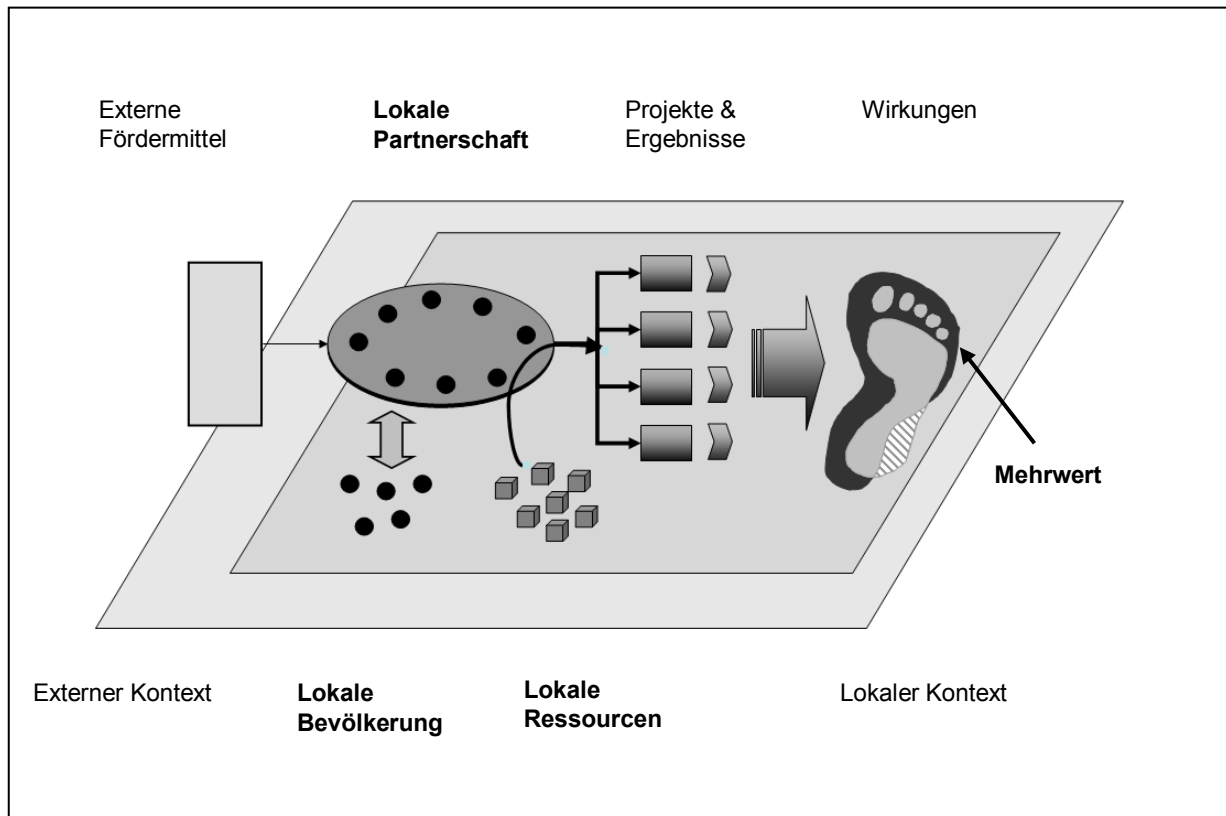 Externe
Fördermittel
Lokale
Partnerschaft
Projekte &
Ergebnisse
Wirkungen
Mehrwert
Externer Kontext
Lokale
Bevölkerung
Lokale
Ressourcen
Lokaler Kontext